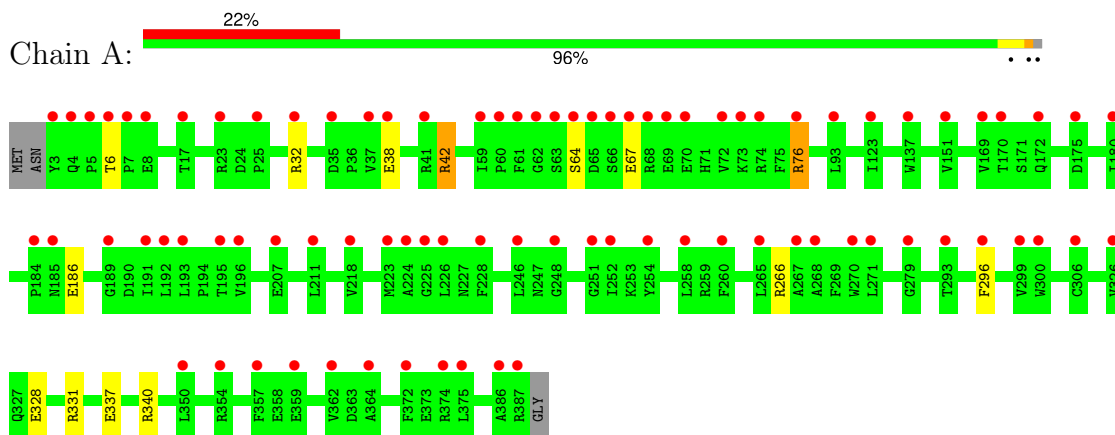 22%
Chain A:
96%
MET ASN Y3 Q4 P5 T6 P7 E8 T17 R23 D24 P25 R32 D35 P36 V37 E38 R41 R42 I59 P60 F61 G62 S63 S64 D65 S66 E67 R68 E69 E70 H71 V72 K73 R74 F75 R76 L93 I123 W137 V151 V169 T170 S171 Q172 D175 I180
P184 N185 E186 G189 D190 I191 L192 L193 P194 T195 V196 E207 L211 V218 M223 A224 G225 L226 N227 F228 L246 N247 G248 G251 I252 K253 Y254 L258 R259 F260 L265 R266 A267 A268 F269 W270 L271 G279 T293 F296 V299 W300 C306 V326
Q327 E328 R331 E337 R340 L350 R354 F357 E358 E359 V362 D363 A364 F372 E373 R374 L375 A386 R387 GLY